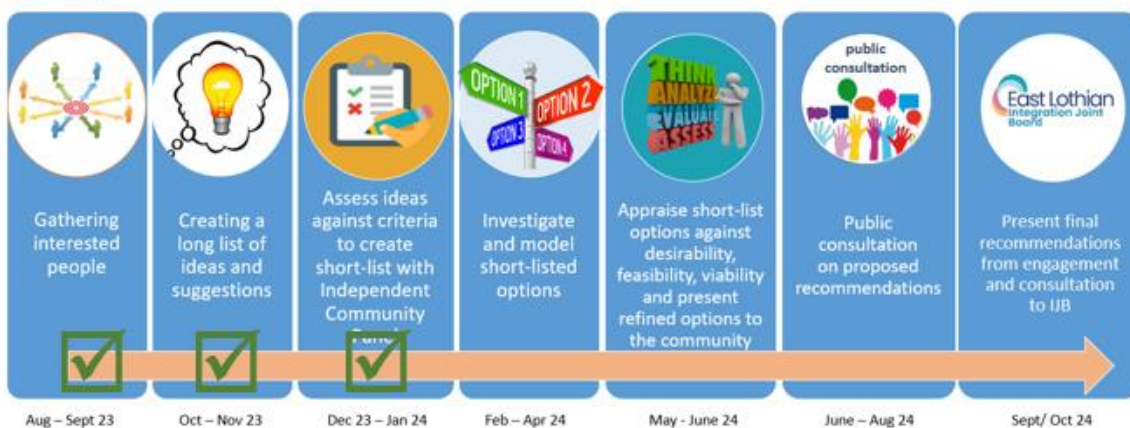 OPTION 1
OPTION 2
OPTION 3
OPTION 4
THINK
ANALYZE
EVALUATE
ASSESS
public
consultation
East Lothian
Integration Joint
Board
Gathering
interested
people
Creating a
long list of
ideas and
suggestions
Assess ideas
against criteria
to create
short-list with
Independent
Community
Panel
Investigate
and model
short-listed
options
Appraise short-list
options against
desirability,
feasibility, viability
and present
refined options to
the community
Public
consultation
on proposed
recommendations
Present final
recommendations
from engagement
and consultation
to IJB
Aug – Sept 23
Oct – Nov 23
Dec 23 – Jan 24
Feb – Apr 24
May - June 24
June – Aug 24
Sept/ Oct 24